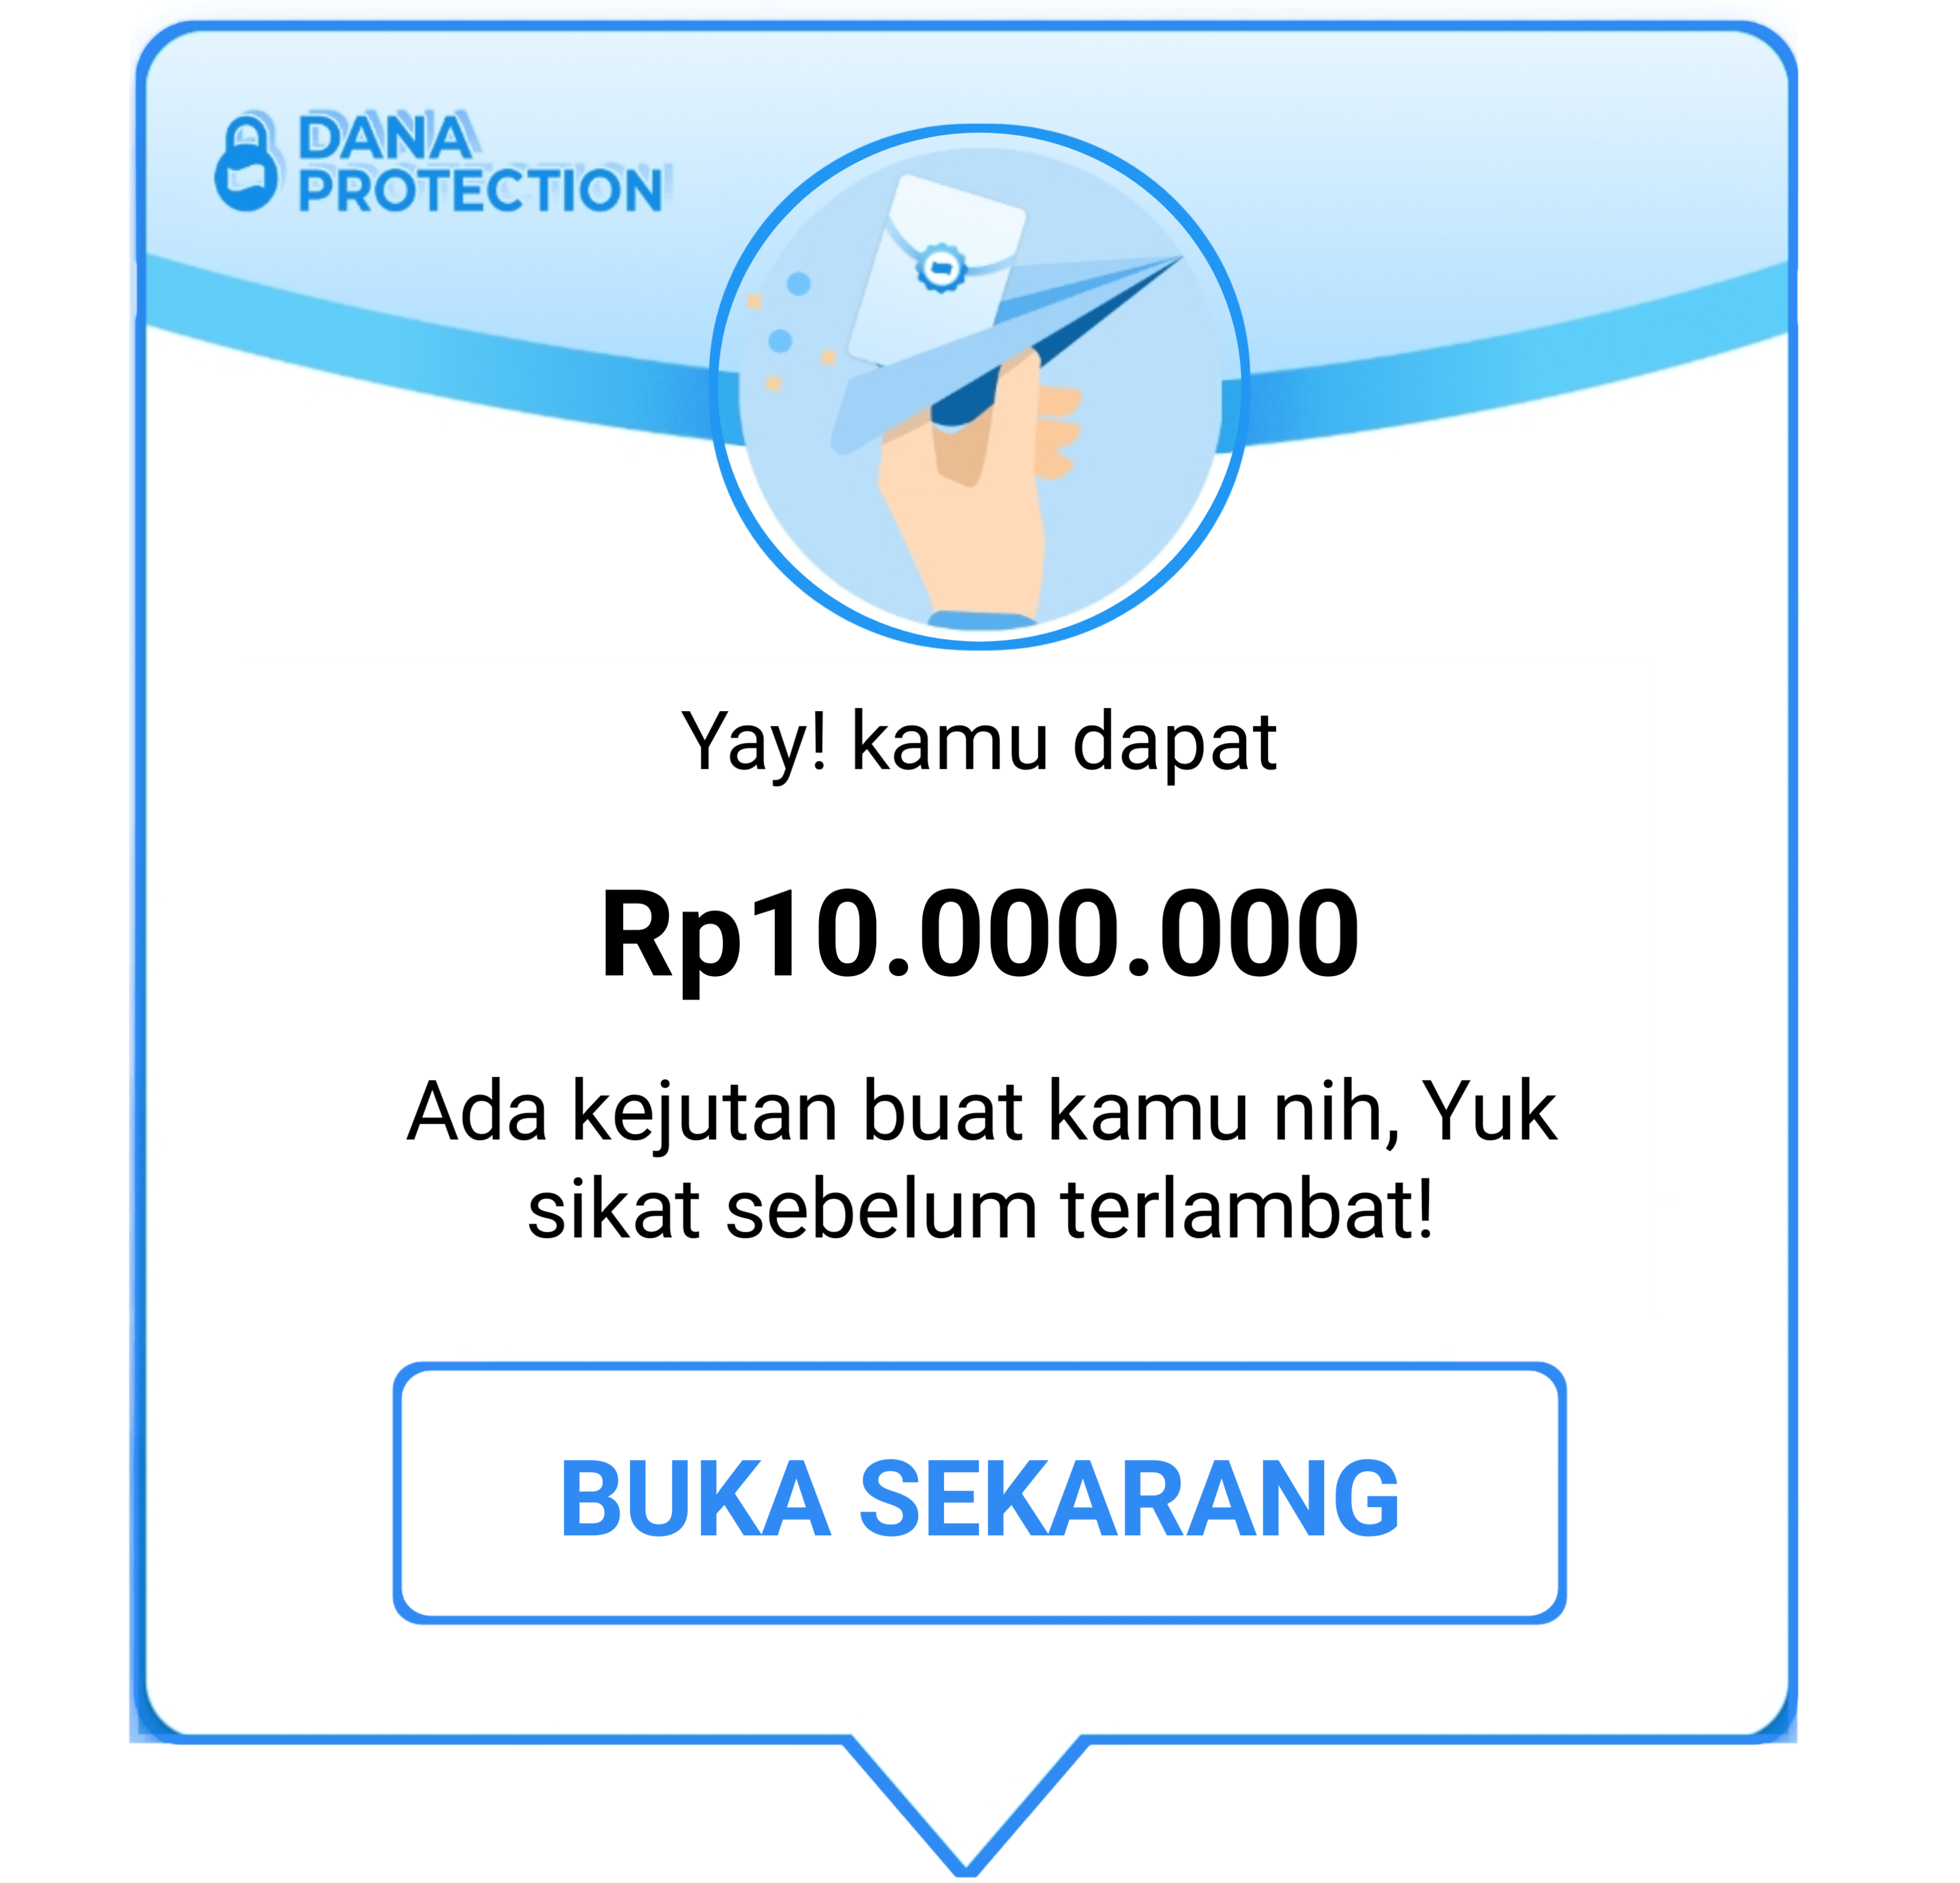 DANA
PROTECTION
Yay! kamu dapat
Rp10.000.000
Ada kejutan buat kamu nih, Yuk
sikat sebelum terlambat!
BUKA SEKARANG